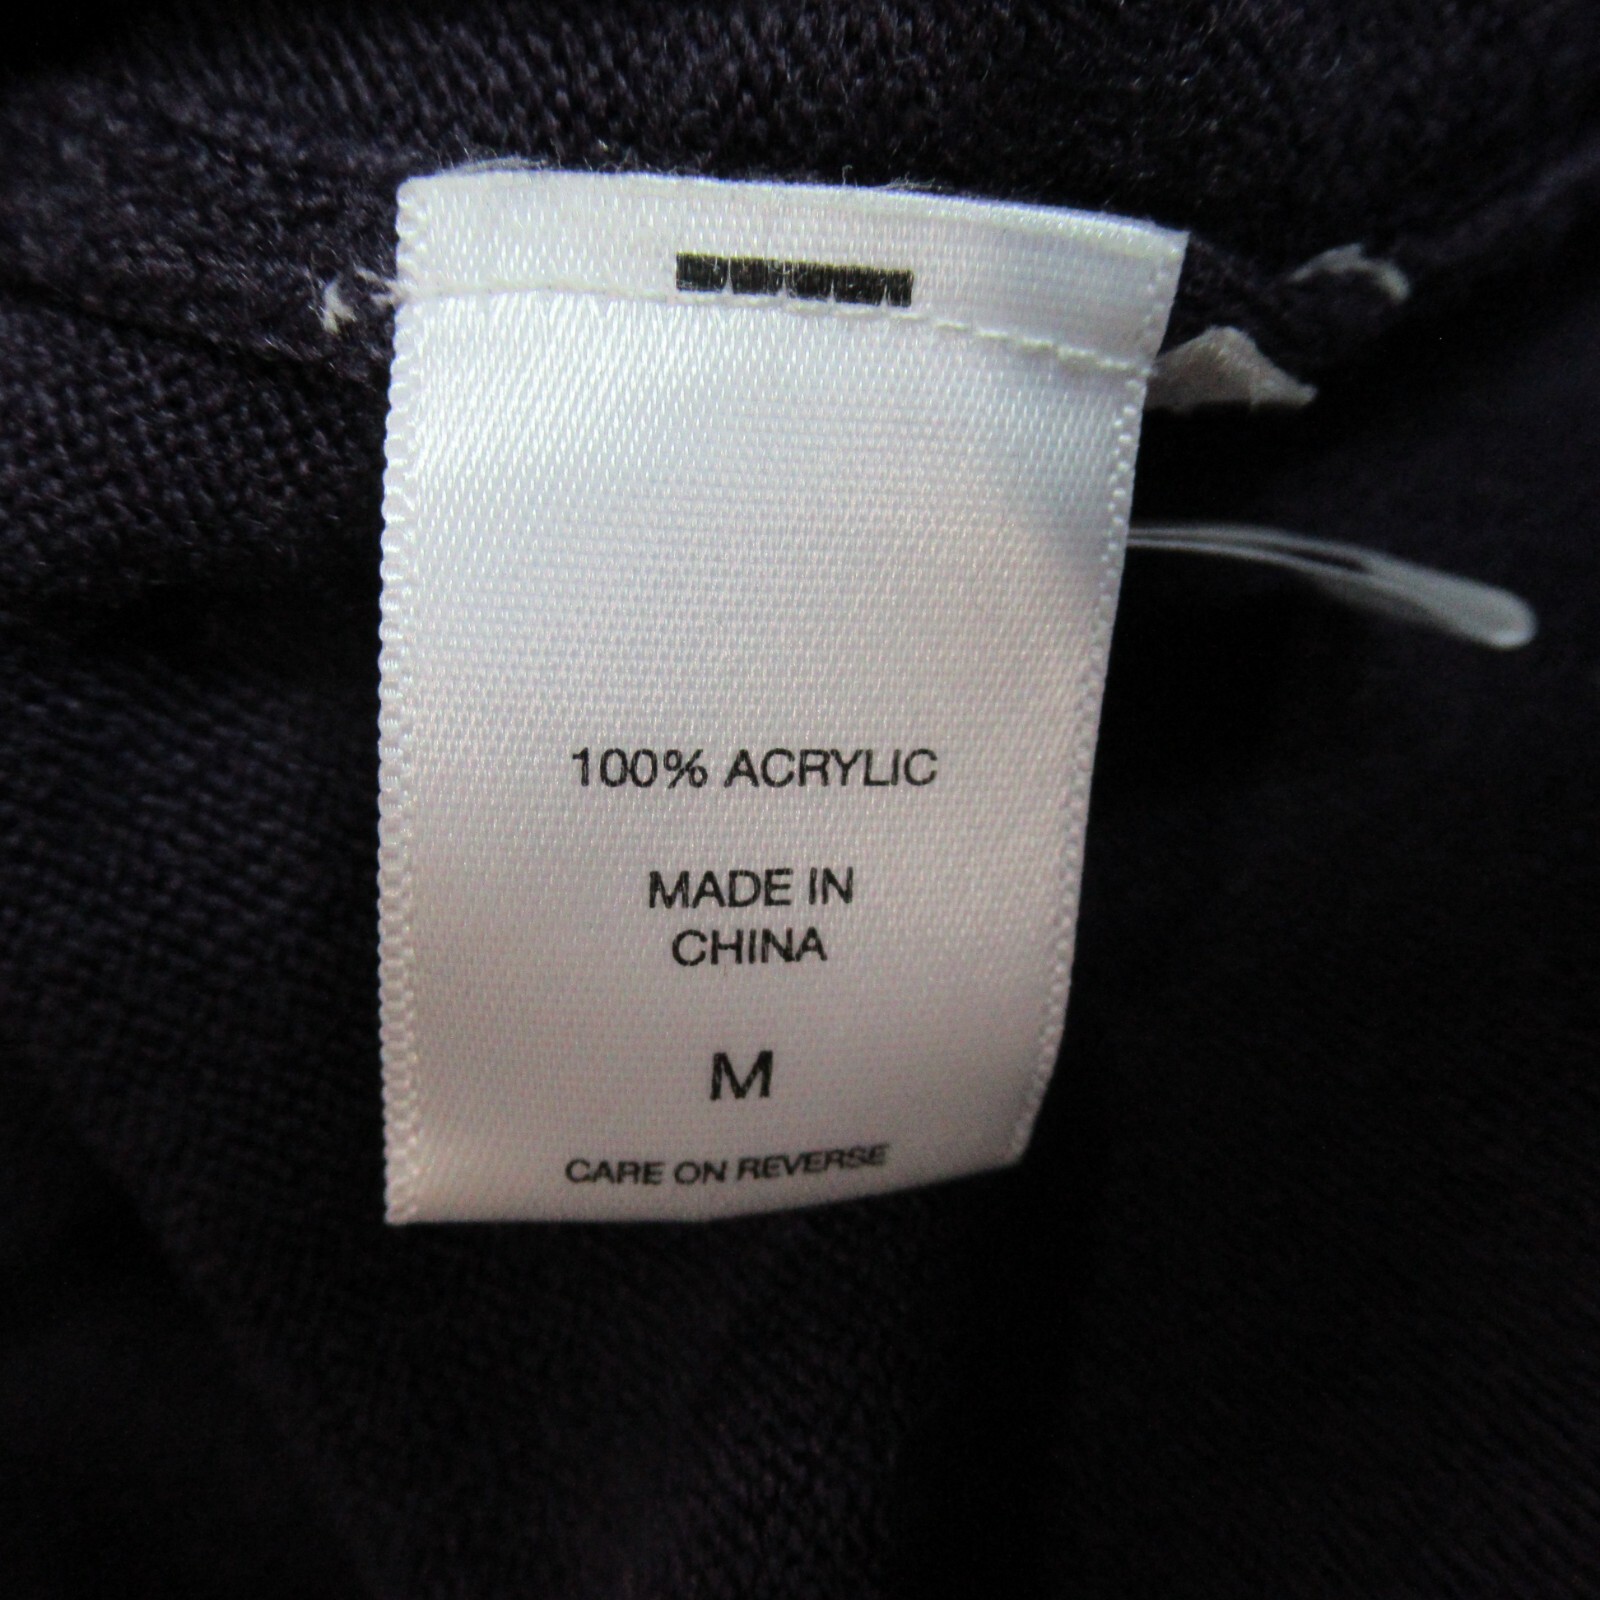 100% ACRYLIC
MADE IN
CHINA
M
CARE ON REVERSE